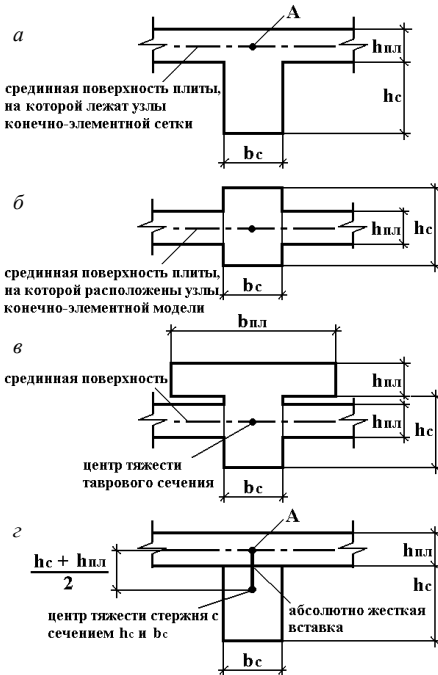 а
А
hпл
срединная поверхность плиты,
на которой лежат узлы
конечно-элементной сетки
hс
bс
б
hпл
hс
срединная поверхность плиты,
на которой расположены узлы
конечно-элементной модели
bс
bпл
в
срединная поверхность
hпл
hпл
hс
центр тяжести
таврового сечения
bс
г
А
hс + hпл
2
hпл
hс
центр тяжести стержня с
сечением hс и bс
абсолютно жесткая
вставка
bс